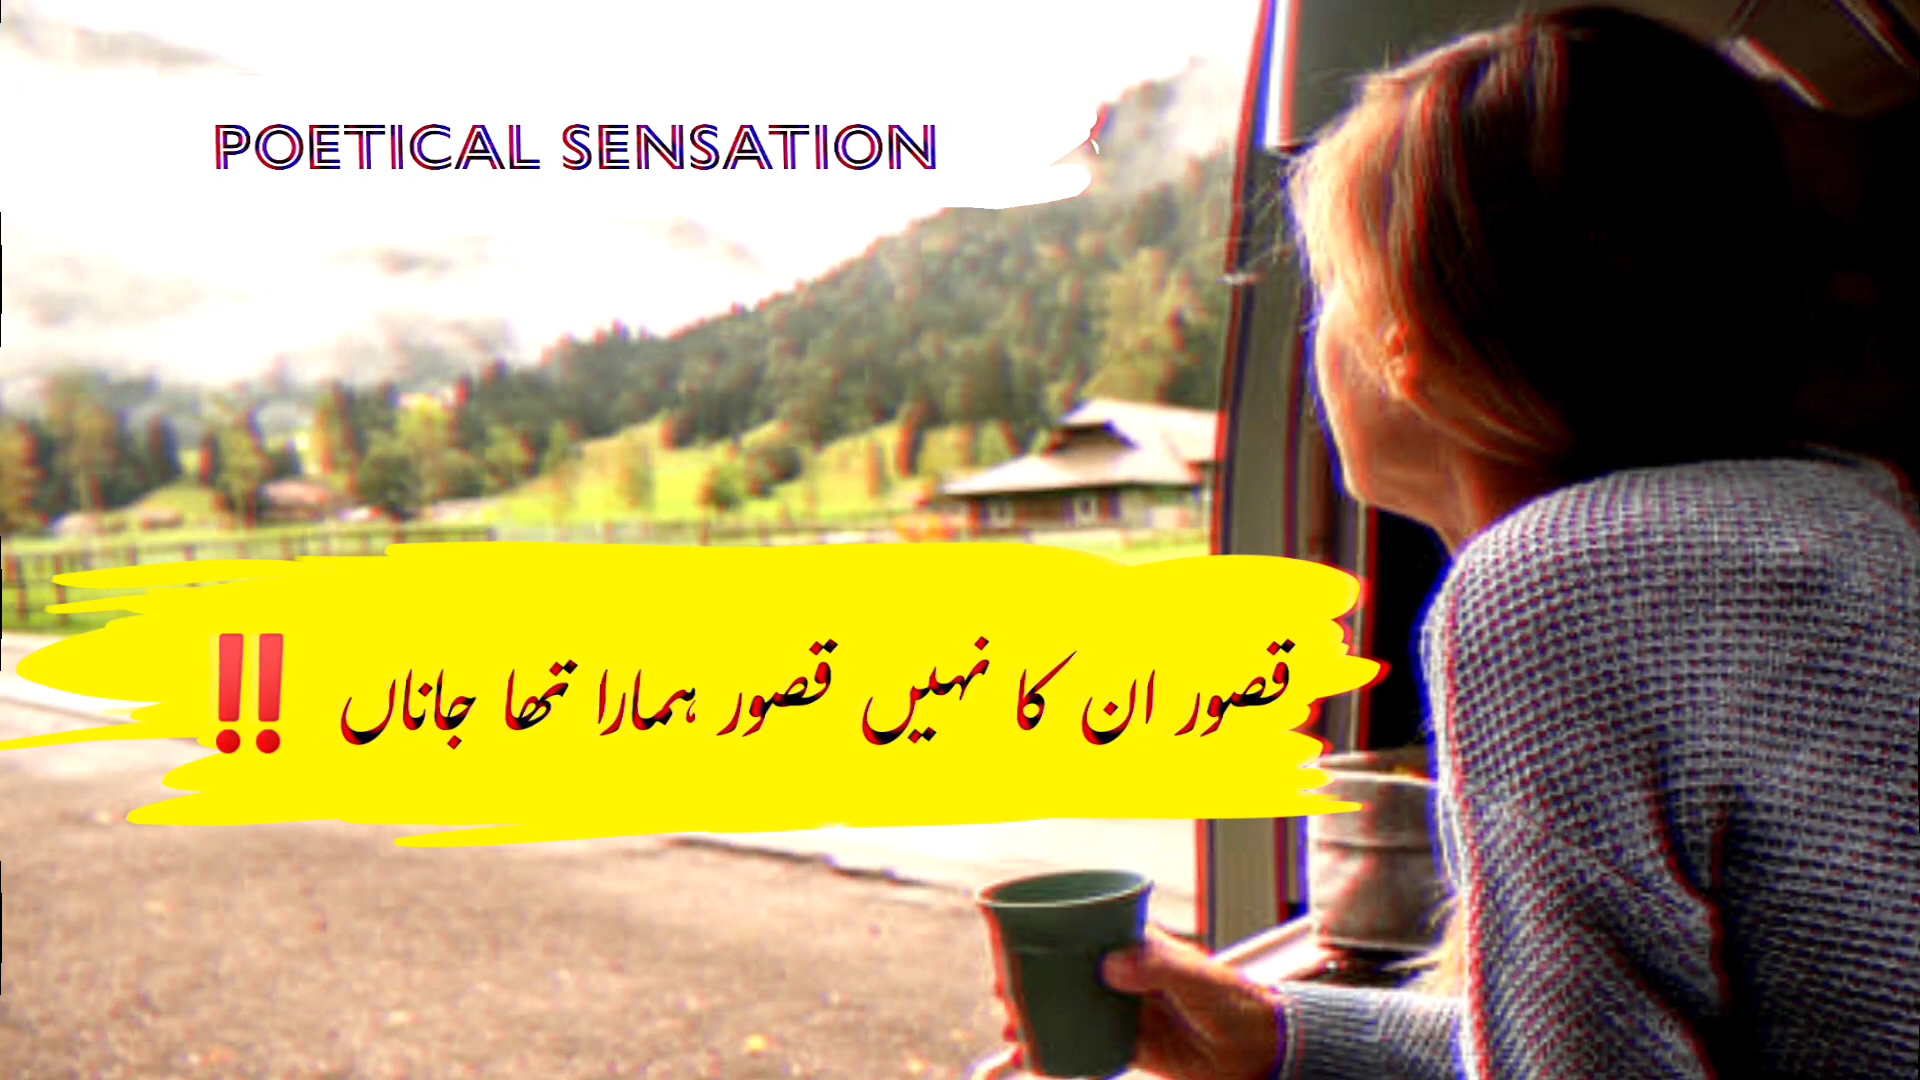 POETICAL SENSATION
قصور ان کا نہیں قصور ہمارا تھا جاناں ‼️